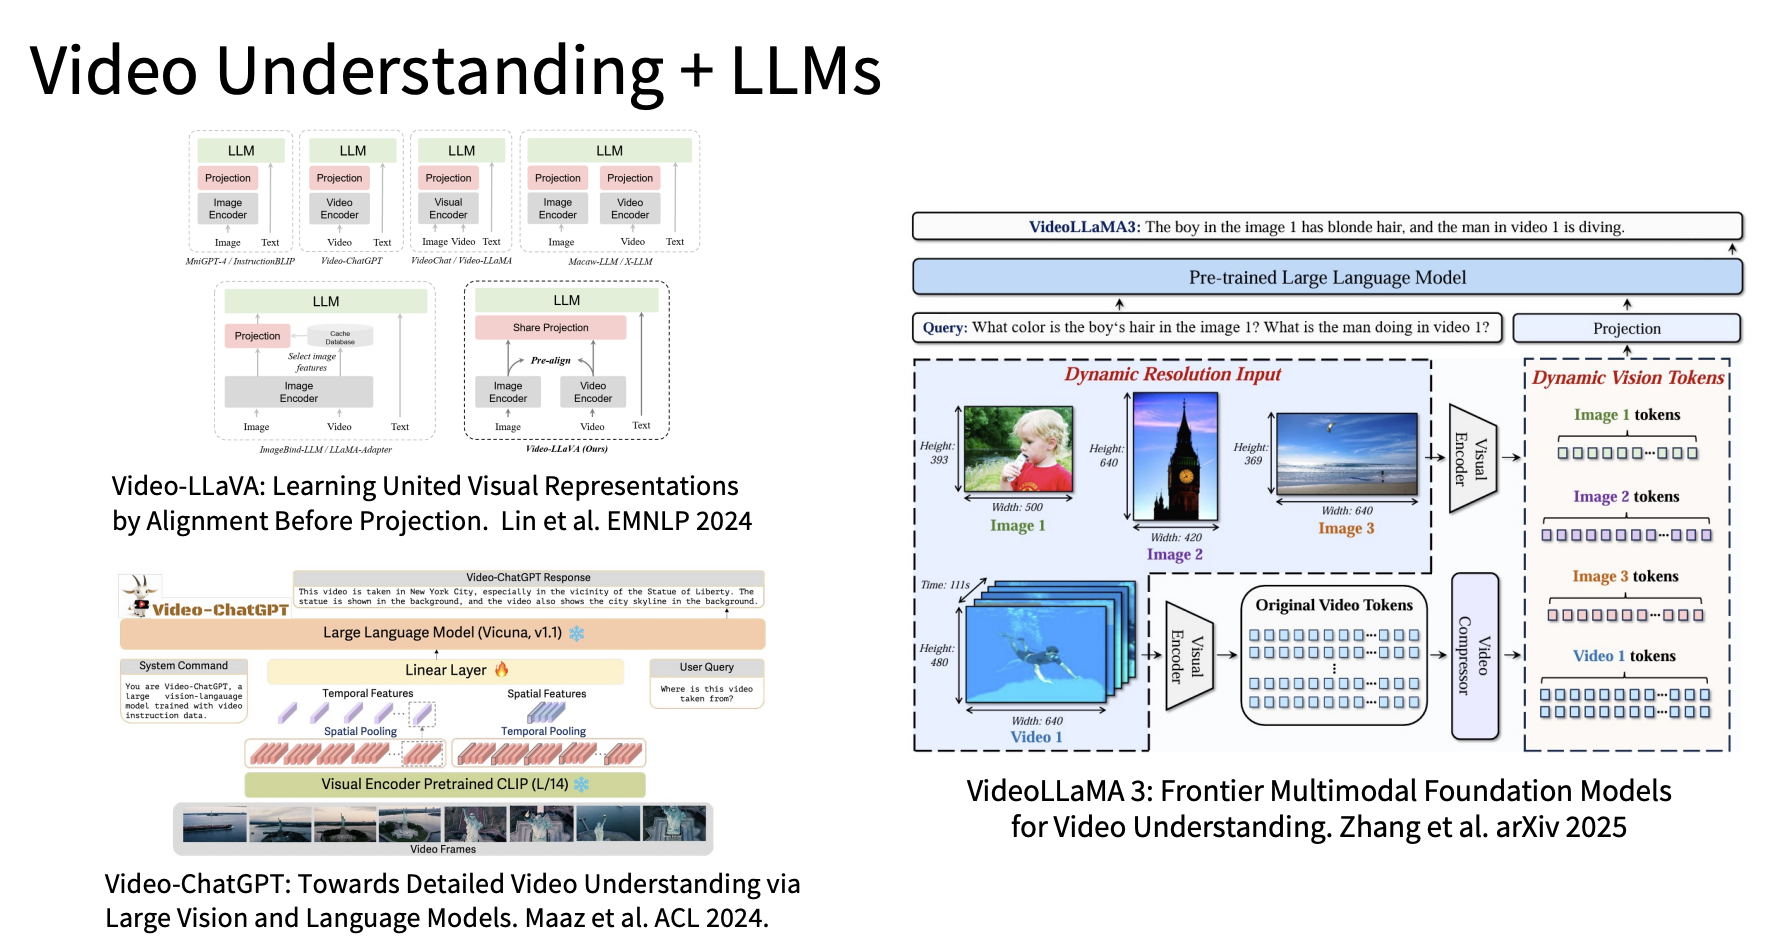 Video Understanding + LLMs
LLM
Projection
Image
Encoder
Image Text
MniGPT-4 / InstructionBLIP
LLM
Projection
Video
Encoder
Video Text
Video-ChatGPT
LLM
Projection
Visual
Encoder
Image Video Text
VideoChat / Video-LLaMA
LLM
Projection Projection
Image
Encoder
Video
Encoder
Image Video Text
Macaw-LLM / X-LLM
LLM
Projection
Cache
Database
Select image
features
Image
Encoder
Image Video Text
ImageBind-LLM / LLaMA-Adapter
LLM
Share Projection
Pre-align
Image
Encoder
Video
Encoder
Image Video Text
Video-LLaVA (Ours)
Video-LLaVA: Learning United Visual Representations
by Alignment Before Projection. Lin et al. EMNLP 2024
Video-ChatGPT
Video-ChatGPT Response
This video is taken in New York City, especially in the vicinity of the Statue of Liberty. The
statue is shown in the background, and the video also shows the city skyline in the background.
Large Language Model (Vicuna, v1.1)
System Command
You are Video-ChatGPT, a
large vision-language
model trained with video
instruction data.
Linear Layer
User Query
Where is this video
taken from?
Temporal Features
Spatial Features
Spatial Pooling
Temporal Pooling
Visual Encoder Pretrained CLIP (L/14)
Video Frames
Video-ChatGPT: Towards Detailed Video Understanding via
Large Vision and Language Models. Maaz et al. ACL 2024.
VideoLLaMA3: The boy in the image 1 has blonde hair, and the man in video 1 is diving.
Pre-trained Large Language Model
Query: What color is the boy's hair in the image 1? What is the man doing in video 1?
Projection
Dynamic Resolution Input
Height:
393
Width: 500
Image 1
Height:
640
Width: 420
Image 2
Height:
369
Width: 640
Image 3
Visual
Encoder
Time: 111s
Height:
480
Width: 640
Video 1
Visual
Encoder
Original Video Tokens
Video
Compressor
Dynamic Vision Tokens
Image 1 tokens
Image 2 tokens
Image 3 tokens
Video 1 tokens
VideoLLaMA 3: Frontier Multimodal Foundation Models
for Video Understanding. Zhang et al. arXiv 2025